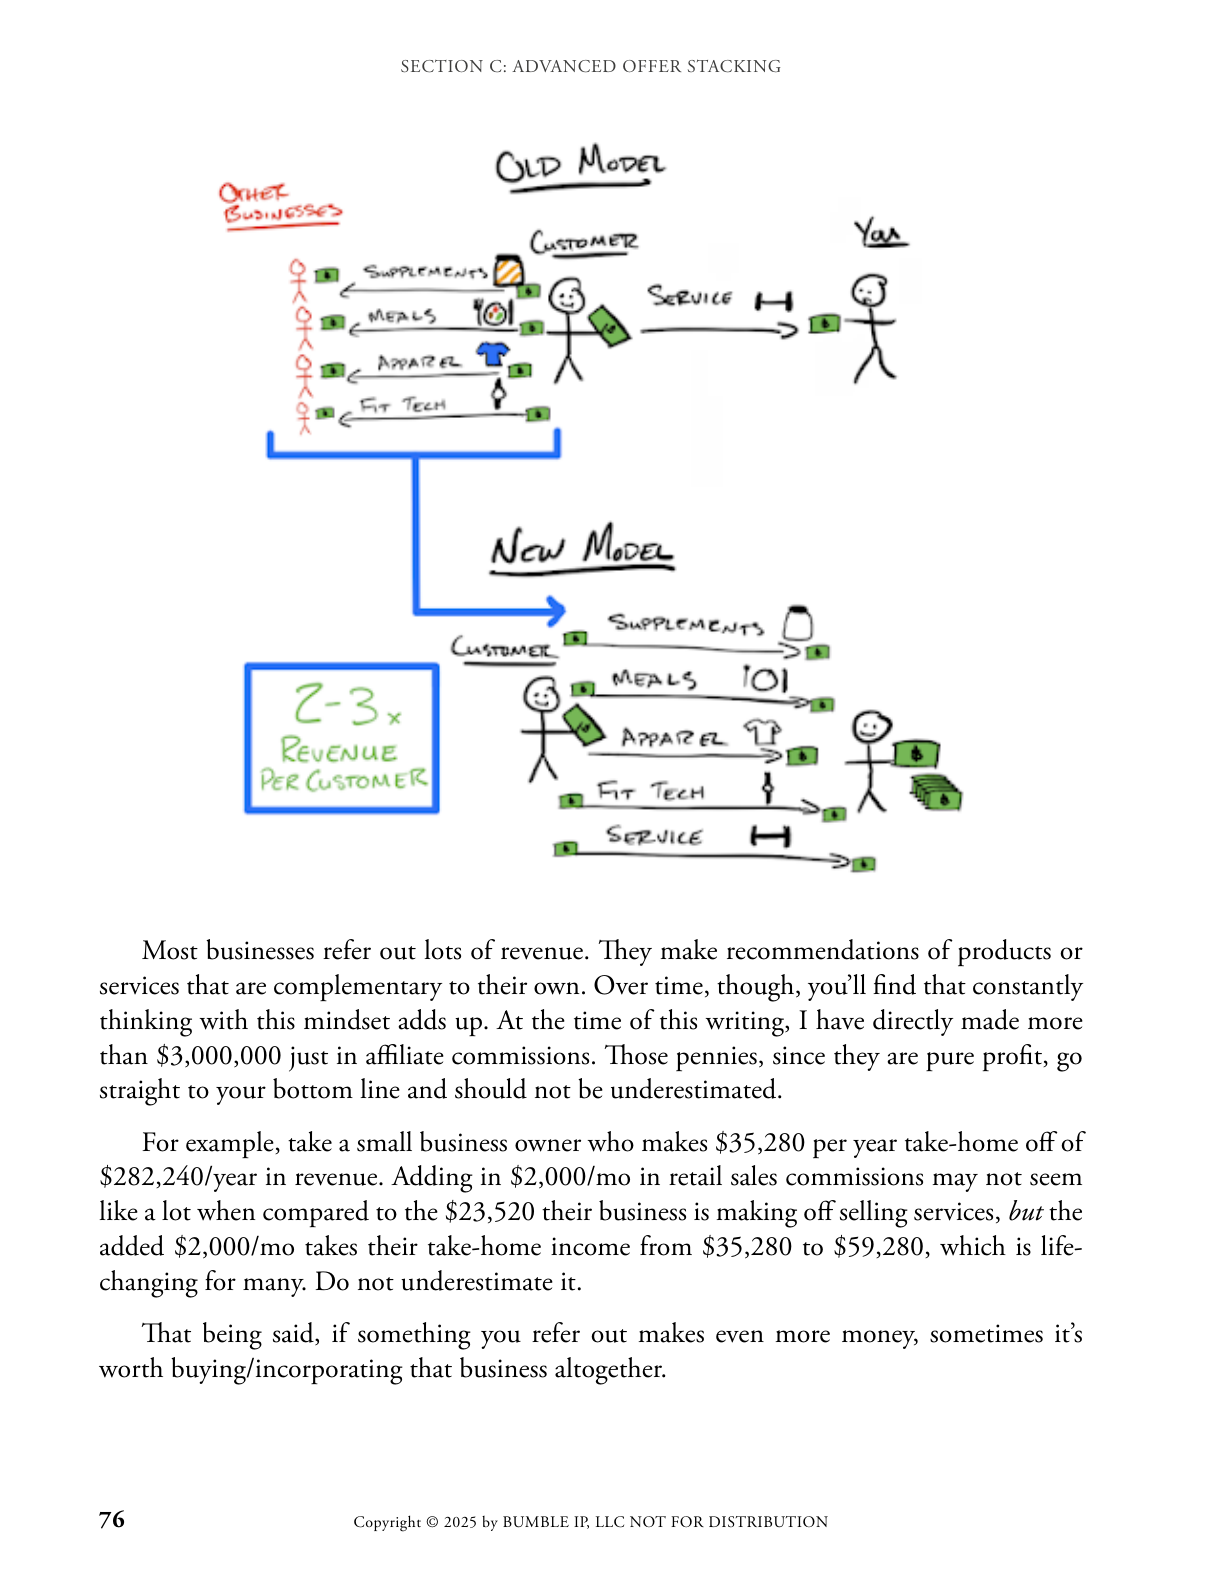 SECTION C: ADVANCED OFFER STACKING
OLD MODEL
OTHER
BUSINESSES
CUSTOMER
You
SUPPLEMENTS
SERVICE
MEALS
APPAREL
FIT TECH
NEW MODEL
SUPPLEMENTS
CUSTOMER
MEALS
2-3x
REVENUE
PER CUSTOMER
APPAREL
FIT TECH
SERVICE
Most businesses refer out lots of revenue. They make recommendations of products or
services that are complementary to their own. Over time, though, you’ll find that constantly
thinking with this mindset adds up. At the time of this writing, I have directly made more
than $3,000,000 just in affiliate commissions. Those pennies, since they are pure profit, go
straight to your bottom line and should not be underestimated.
For example, take a small business owner who makes $35,280 per year take-home off of
$282,240/year in revenue. Adding in $2,000/mo in retail sales commissions may not seem
like a lot when compared to the $23,520 their business is making off selling services, but the
added $2,000/mo takes their take-home income from $35,280 to $59,280, which is life-
changing for many. Do not underestimate it.
That being said, if something you refer out makes even more money, sometimes it’s
worth buying/incorporating that business altogether.
76
Copyright © 2025 by BUMBLE IP, LLC NOT FOR DISTRIBUTION